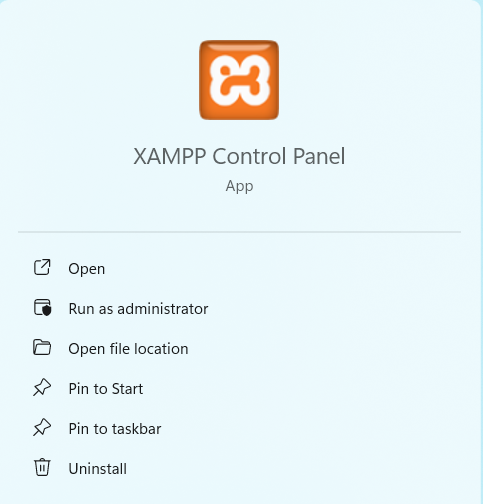 XAMPP Control Panel
App
Open
Run as administrator
Open file location
Pin to Start
Pin to taskbar
Uninstall